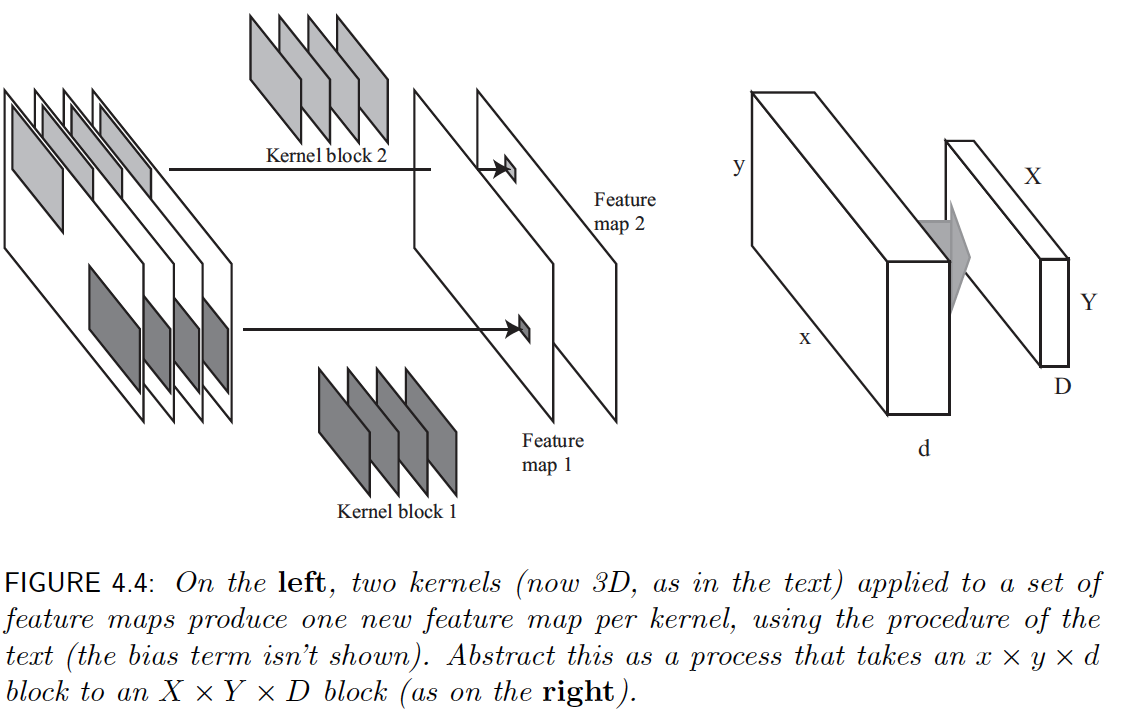 Kernel block 2
Feature
map 2
Feature
map 1
Kernel block 1
y
x
d
X
Y
D
FIGURE 4.4: On the left, two kernels (now 3D, as in the text) applied to a set of
feature maps produce one new feature map per kernel, using the procedure of the
text (the bias term isn't shown). Abstract this as a process that takes an x × y × d
block to an X × Y × D block (as on the right).